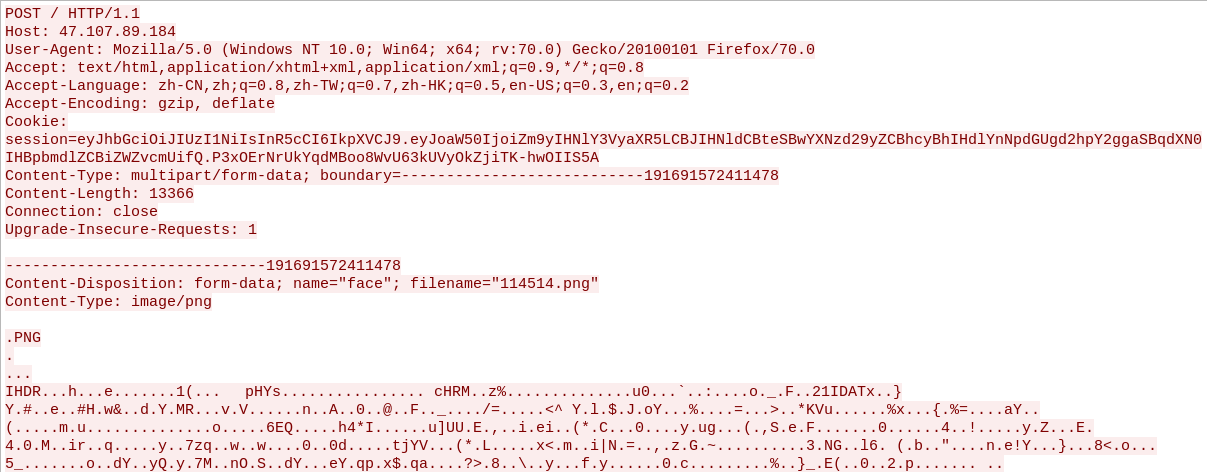 POST / HTTP/1.1
Host: 47.107.89.184
User-Agent: Mozilla/5.0 (Windows NT 10.0; Win64; x64; rv:70.0) Gecko/20100101 Firefox/70.0
Accept: text/html,application/xhtml+xml,application/xml;q=0.9,*/*;q=0.8
Accept-Language: zh-CN,zh;q=0.8,zh-TW;q=0.7,zh-HK;q=0.5,en-US;q=0.3,en;q=0.2
Accept-Encoding: gzip, deflate
Cookie:
session=eyJhbGciOiJIUzI1NiIsInR5cCI6IkpXVCJ9.eyJoaW50IjoiZm9yIHNlY3VyaXR5LCBJIHNldCBteSBwYXNzd29yZCBhcyBhIHdlYnNpdGUgd2hpY2ggaSBqdXN0
IHBpbmdlZCBiZWZvcmUifQ.P3xOErNrUkYqdMBoo8WvU63kUVyOkZjiTK-hwOIIS5A
Content-Type: multipart/form-data; boundary=---------------------------191691572411478
Content-Length: 13366
Connection: close
Upgrade-Insecure-Requests: 1
-----------------------------191691572411478
Content-Disposition: form-data; name="face"; filename="114514.png"
Content-Type: image/png
.PNG
.
...
IHDR...h...e.......1(...   pHYs................ cHRM..z%..............u0...`..:....o._.F..21IDATx..}
Y.#..e..#H.w&..d.Y.MR...v.V......n..A..0..@..F.._..../=.....<^ Y.l.$.J.oY...%....=...>..*KVu......%x...{.%=....aY..
(.....m.u..............o.....6EQ.....h4*I......u]UU.E.,..i.ei..(*.C...0....y.ug...(.,S.e.F.......0......4..!.....y.Z...E.
4.0.M..ir..q.....y..7zq..w..w....0..0d.....tjYV...(*.L.....x<.m..i|N.=..,.z.G.~..........3.NG..l6. (.b.."....n.e!Y...}...8<.o...
5_.......o..dY..yQ.y.7M..nO.S..dY...eY.qp.x$.qa....?>.8..\..y...f.y......0.c.........%..}_.E(..0..2.p....... ..